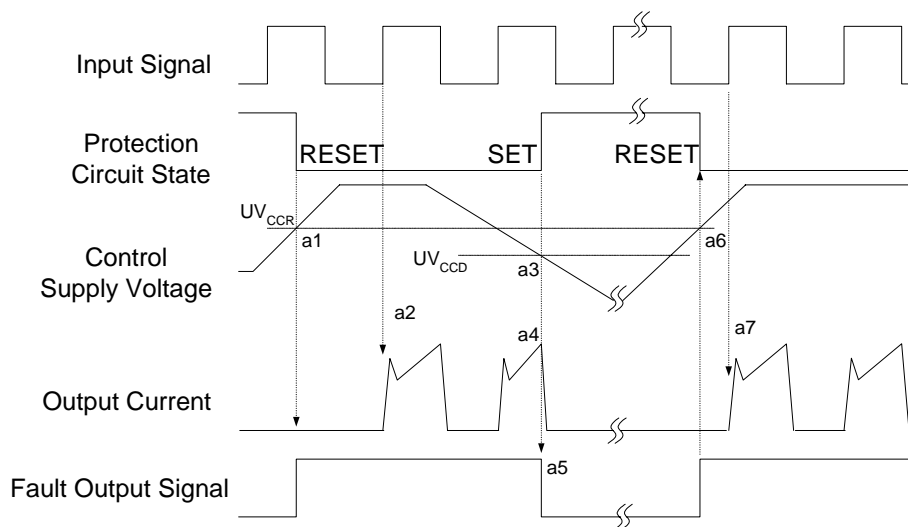 Input Signal
Protection
Circuit State
RESET
SET
RESET
UVCCR
a1
a6
Control
Supply Voltage
UVCCD
a3
a2
a4
a7
Output Current
a5
Fault Output Signal